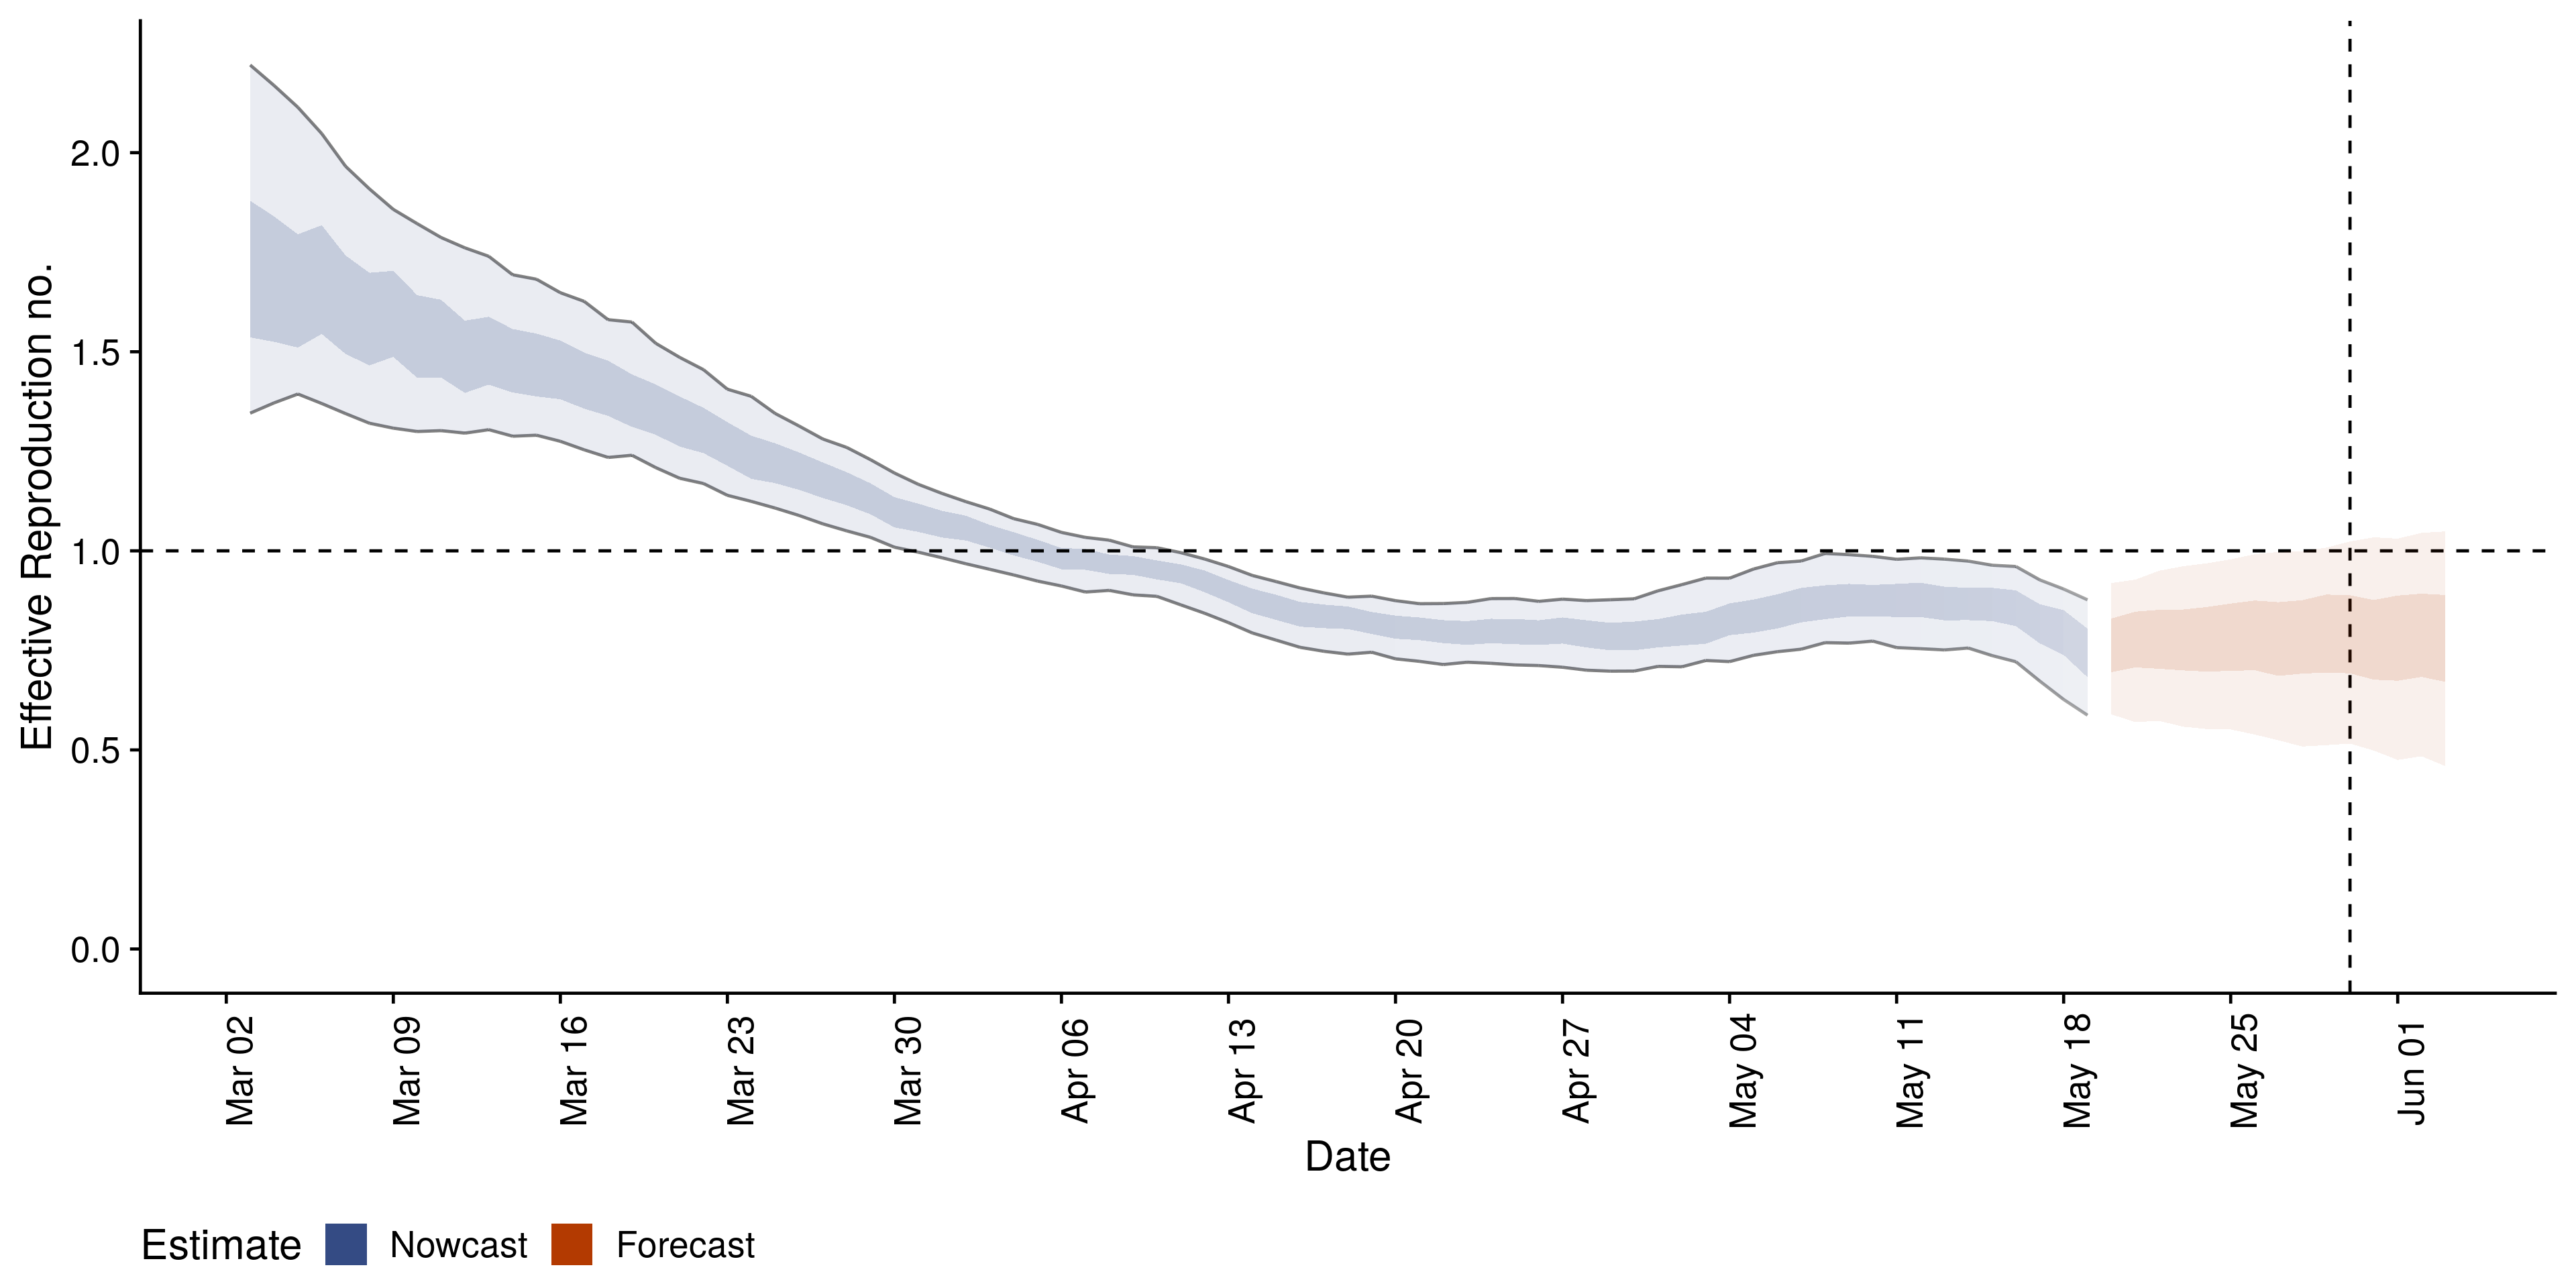 Effective Reproduction no.
2.0
1.5
1.0
0.5
0.0
Mar 02
Mar 09
Mar 16
Mar 23
Mar 30
Apr 06
Apr 13
Apr 20
Apr 27
May 04
May 11
May 18
May 25
Jun 01
Date
Estimate Nowcast Forecast